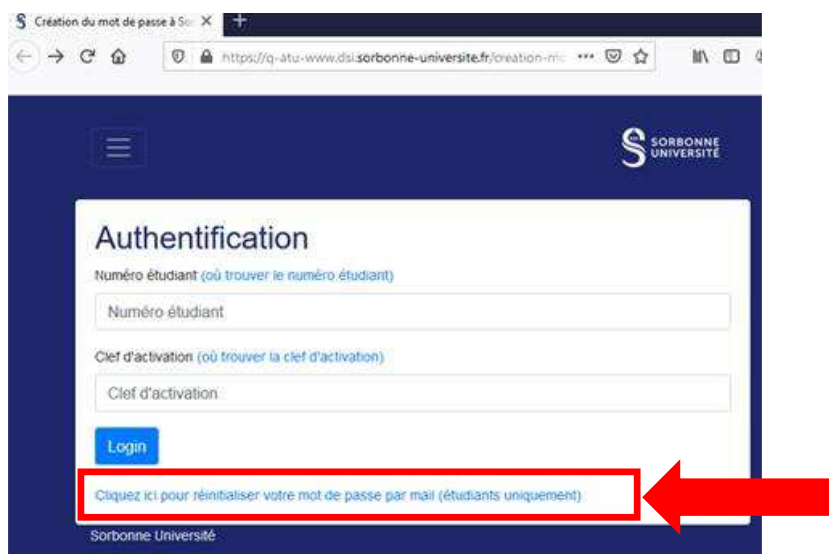 Création du mot de passe à So
https://q-atu-www.dsi.sorbonne-universite.fr/creation-mo
SORBONNE
UNIVERSITÉ
Authentification
Numéro étudiant (où trouver le numéro étudiant)
Numéro étudiant
Clef d'activation (où trouver la clef d'activation)
Clef d'activation
Login
Cliquez ici pour réinitialiser votre mot de passe par mail (étudiants uniquement)
Sorbonne Université